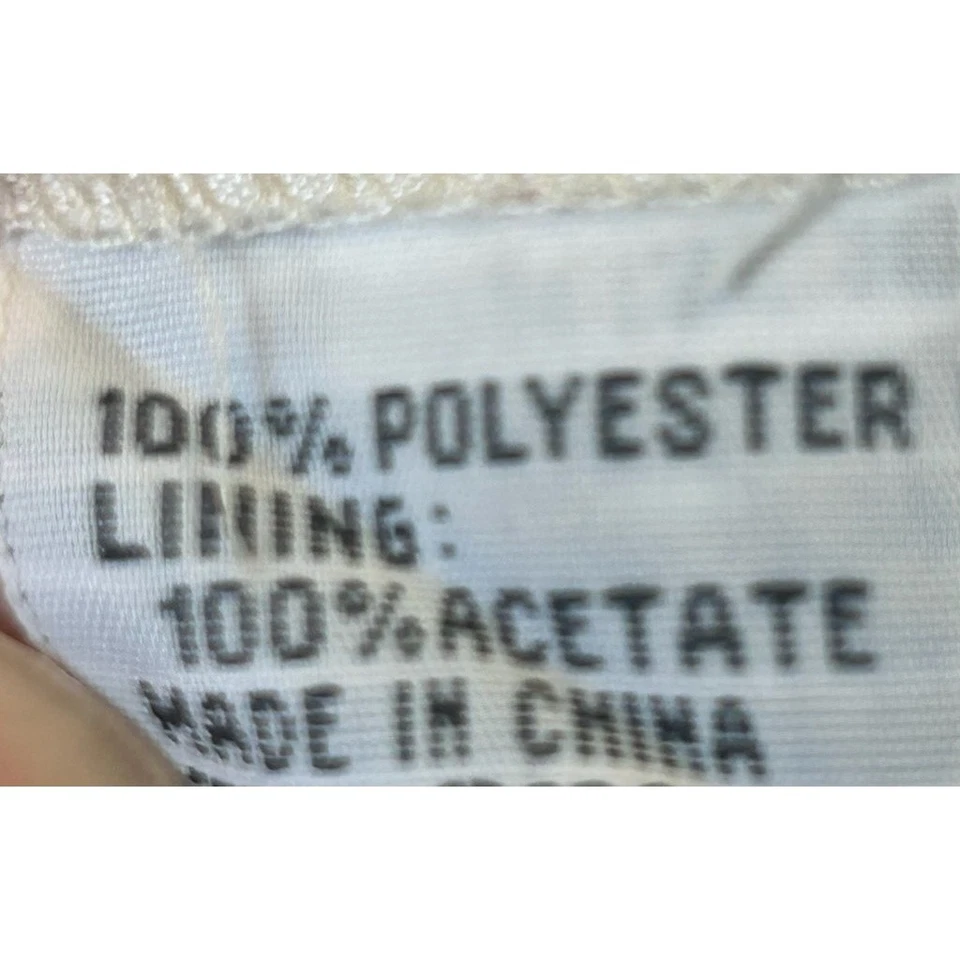 100% POLYESTER
LINING:
100% ACETATE
MADE IN CHINA